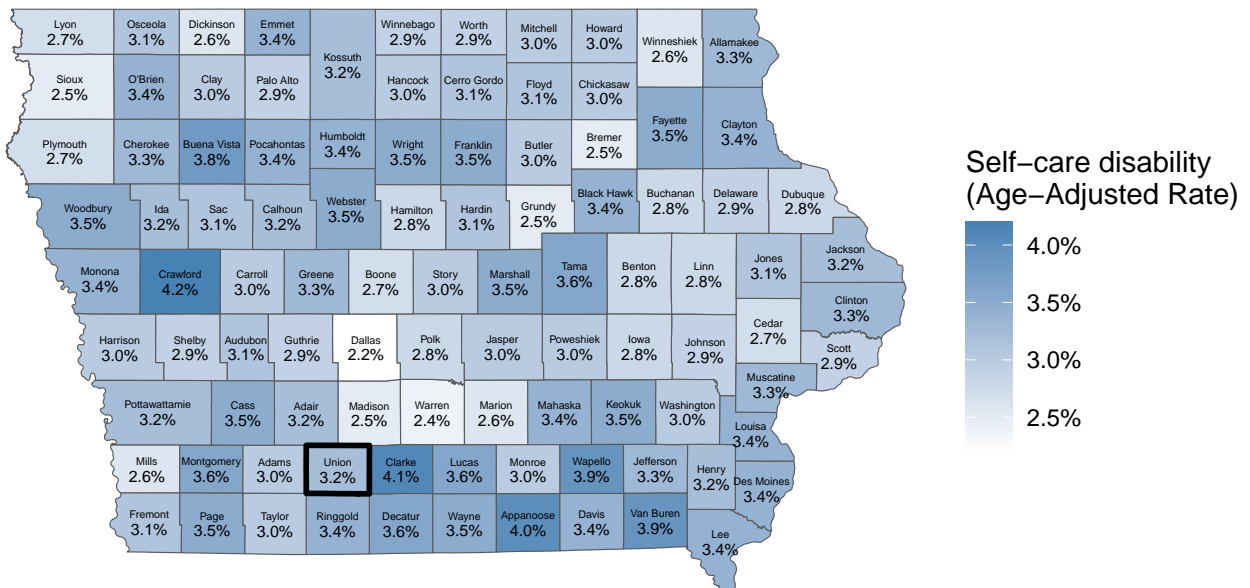 Lyon
2.7%
Osceola
3.1%
Dickinson
2.6%
Emmet
3.4%
Kossuth
3.2%
Winnebago
2.9%
Worth
2.9%
Mitchell
3.0%
Howard
3.0%
Winneshiek
2.6%
Allamakee
3.3%
Sioux
2.5%
O'Brien
3.4%
Clay
3.0%
Palo Alto
2.9%
Hancock
3.0%
Cerro Gordo
3.1%
Floyd
3.1%
Chickasaw
3.0%
Fayette
3.5%
Clayton
3.4%
Plymouth
2.7%
Cherokee
3.3%
Buena Vista
3.8%
Pocahontas
3.4%
Humboldt
3.4%
Wright
3.5%
Franklin
3.5%
Butler
3.0%
Bremer
2.5%
Woodbury
3.5%
Ida
3.2%
Sac
3.1%
Calhoun
3.2%
Webster
3.5%
Hamilton
2.8%
Hardin
3.1%
Grundy
2.5%
Black Hawk
3.4%
Buchanan
2.8%
Delaware
2.9%
Dubuque
2.8%
Monona
3.4%
Crawford
4.2%
Carroll
3.0%
Greene
3.3%
Boone
2.7%
Story
3.0%
Marshall
3.5%
Tama
3.6%
Benton
2.8%
Linn
2.8%
Jones
3.1%
Jackson
3.2%
Clinton
3.3%
Harrison
3.0%
Shelby
2.9%
Audubon
3.1%
Guthrie
2.9%
Dallas
2.2%
Polk
2.8%
Jasper
3.0%
Poweshiek
3.0%
Iowa
2.8%
Johnson
2.9%
Cedar
2.7%
Scott
2.9%
Muscatine
3.3%
Pottawattamie
3.2%
Cass
3.5%
Adair
3.2%
Madison
2.5%
Warren
2.4%
Marion
2.6%
Mahaska
3.4%
Keokuk
3.5%
Washington
3.0%
Louisa
3.4%
Mills
2.6%
Montgomery
3.6%
Adams
3.0%
Union
3.2%
Clarke
4.1%
Lucas
3.6%
Monroe
3.0%
Wapello
3.9%
Jefferson
3.3%
Henry
3.2%
Des Moines
3.4%
Fremont
3.1%
Page
3.5%
Taylor
3.0%
Ringgold
3.4%
Decatur
3.6%
Wayne
3.5%
Appanoose
4.0%
Davis
3.4%
Van Buren
3.9%
Lee
3.4%
Self−care disability
(Age−Adjusted Rate)
4.0%
3.5%
3.0%
2.5%